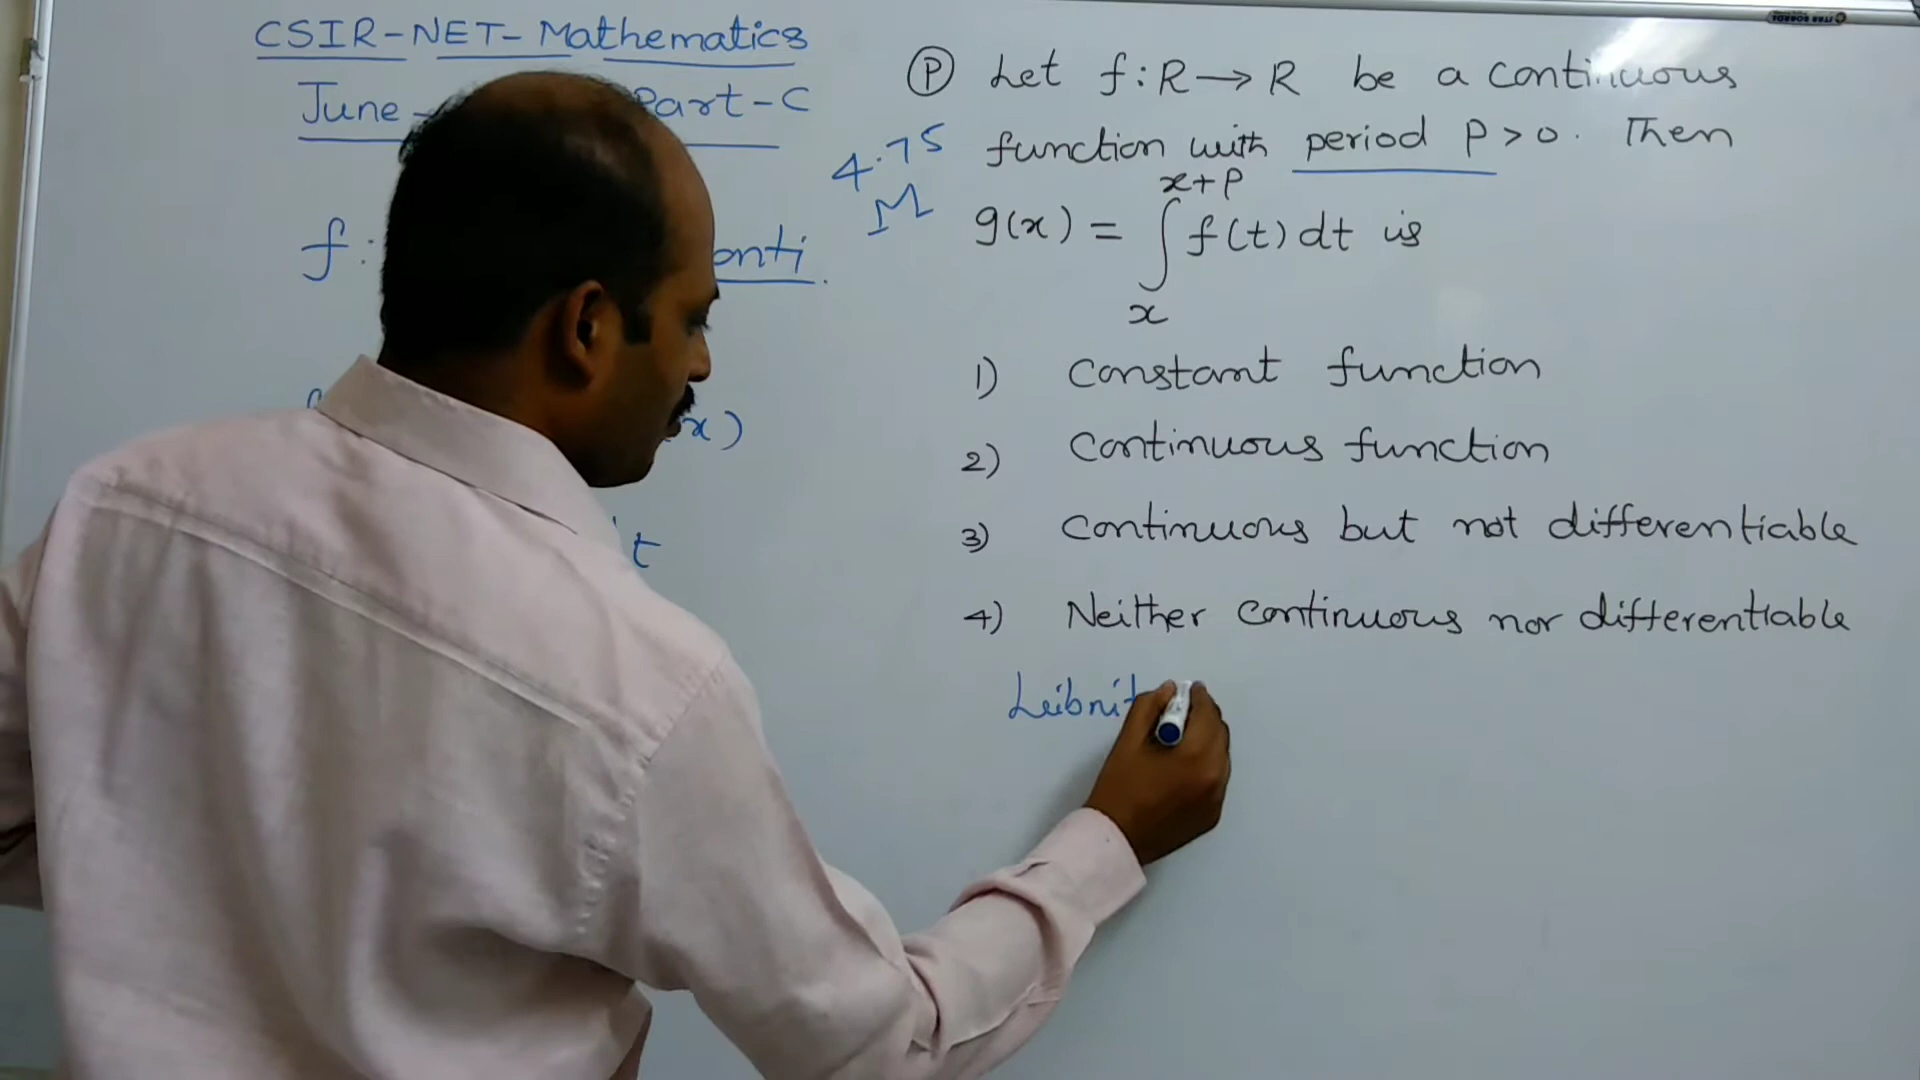 CSIR-NET-Mathematics
June - Part-C
f: onti.
x)
t
4.75
M
(P) Let f: R → R be a continuous
function with period P > 0. Then
x+P
g(x) = ∫ f(t) dt is
x
1) Constant function
2) Continuous function
3) Continuous but not differentiable
4) Neither continuous nor differentiable
Leibnit